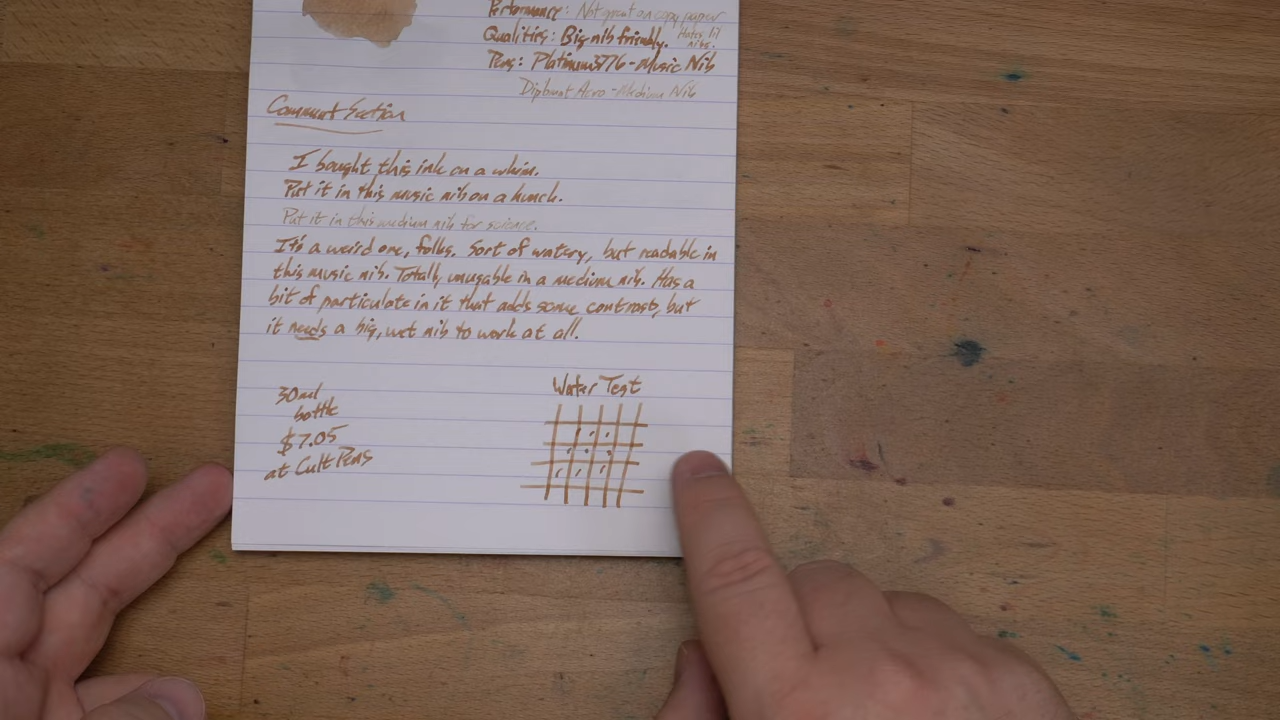 Performance: Not great on copy paper
Qualities: Big nib friendly. Hates lil
nibs.
Pens: Platinum 3776 - Music Nib
Diplomat Aero - Medium Nib
Comment Section
I bought this ink on a whim.
Put it in this music nib on a hunch.
Put it in this medium nib for science.
It's a weird one, folks. Sort of watery, but readable in
this music nib. Totally unusable in a medium nib. Has a
bit of particulate in it that adds some contrast, but
it needs a big, wet nib to work at all.
30ml
bottle
$7.05
at Cult Pens
Water Test